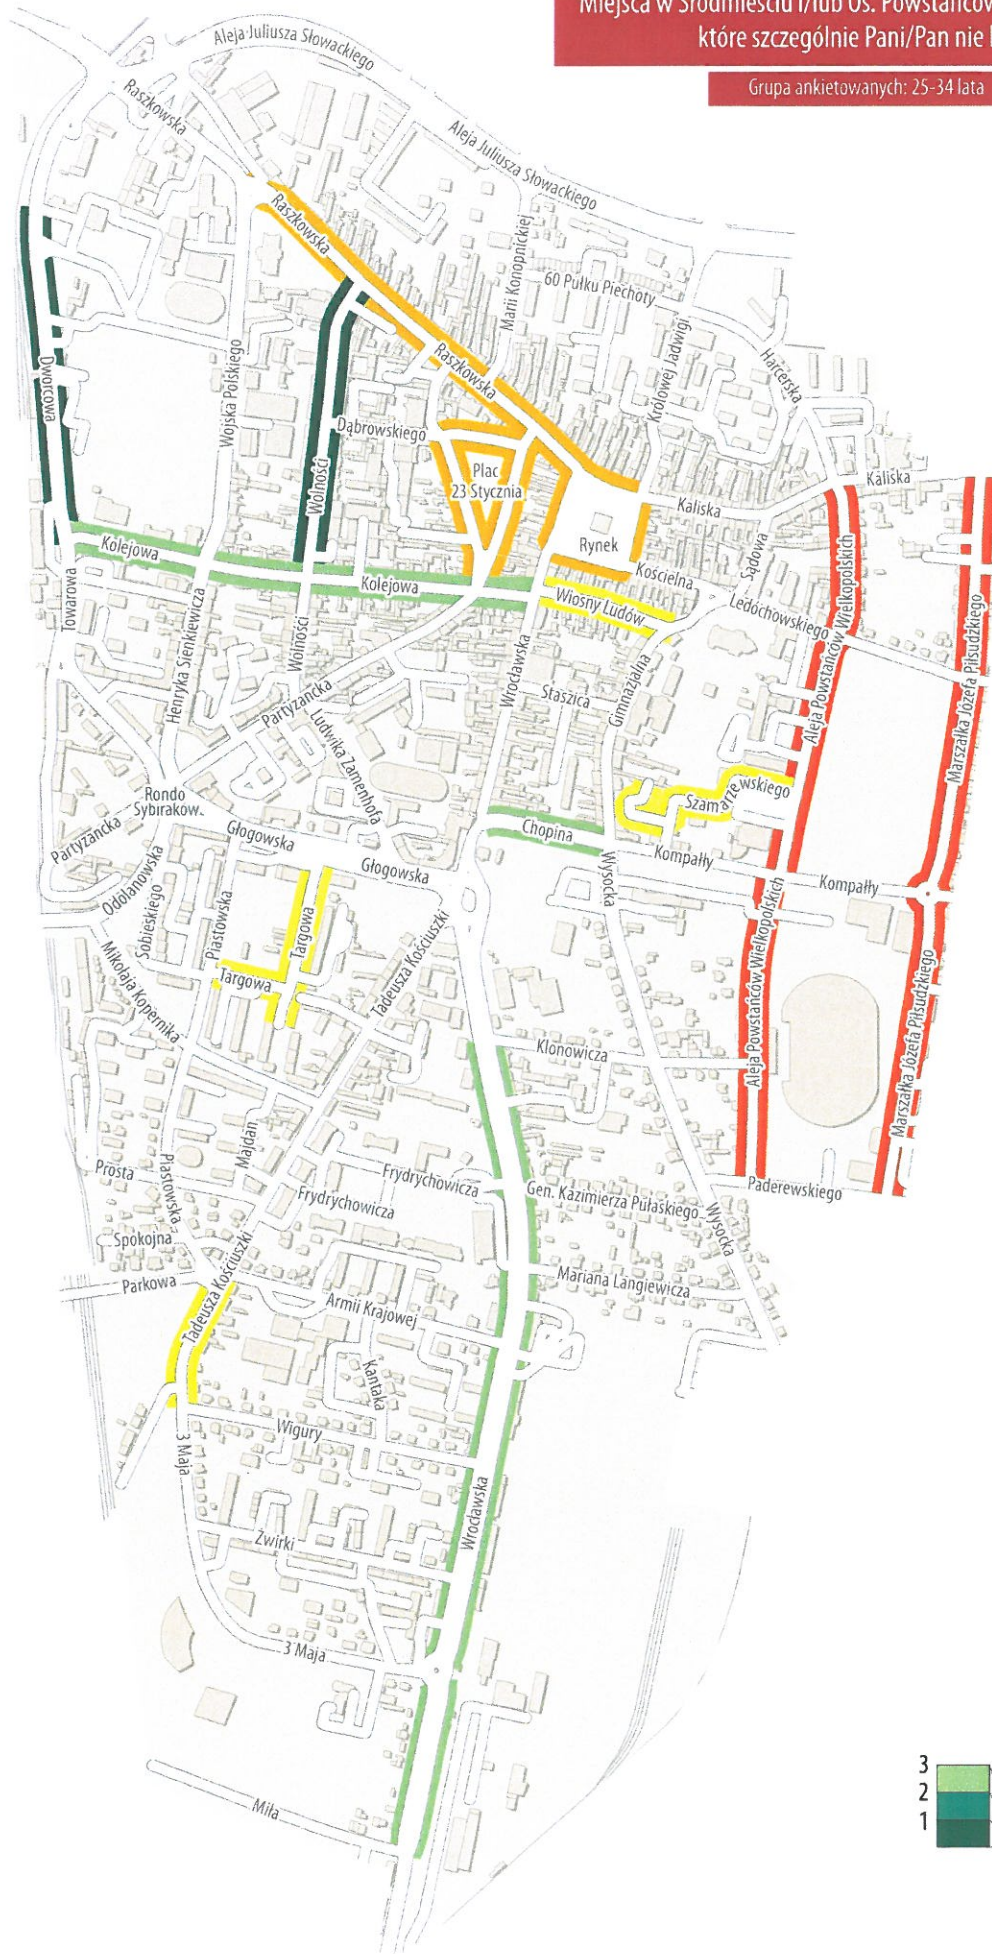 Miejsca w Śródmieściu i/lub Os. Powstańców
które szczególnie Pani/Pan nie
Grupa ankietowanych: 25-34 lata
Aleja Juliusza Słowackiego
Raszkowska
Aleja Juliusza Słowackiego
Raszkowska
Marii Konopnickiej
60 Pułku Piechoty
Królowej Jadwigi
Harcerska
Dworcowa
Wojska Polskiego
Raszkowska
Dąbrowskiego
Wolności
Plac
23 Stycznia
Kaliska
Kaliska
Rynek
Kolejowa
Kolejowa
Kościelna
Sądowa
Towarowa
Wiosny Ludów
Ledóchowskiego
Henryka Sienkiewicza
Wolności
Wrocławska
Aleja Powstańców Wielkopolskich
Marszałka Józefa Piłsudzkiego
Partyzancka
Staszica
Gimnazjalna
Ludwika Zamenhofa
Szamarzewskiego
Rondo
Sybiraków
Partyzancka
Głogowska
Głogowska
Chopina
Kompałły
Kompałły
Wysocka
Odolanowska
Sobieskiego
Piastowska
Targowa
Targowa
Tadeusza Kościuszki
Mikołaja Kopernika
Aleja Powstańców Wielkopolskich
Marszałka Józefa Piłsudzkiego
Klonowicza
Majdan
Prosta
Piastowska
Frydrychowicza
Frydrychowicza
Gen. Kazimierza Pułaskiego
Paderewskiego
Wysocka
Spokojna
Parkowa
Tadeusza Kościuszki
Mariana Langiewicza
Armii Krajowej
Kantaka
Wigury
3 Maja
Wrocławska
Żwirki
3 Maja
Miła
3
2
1